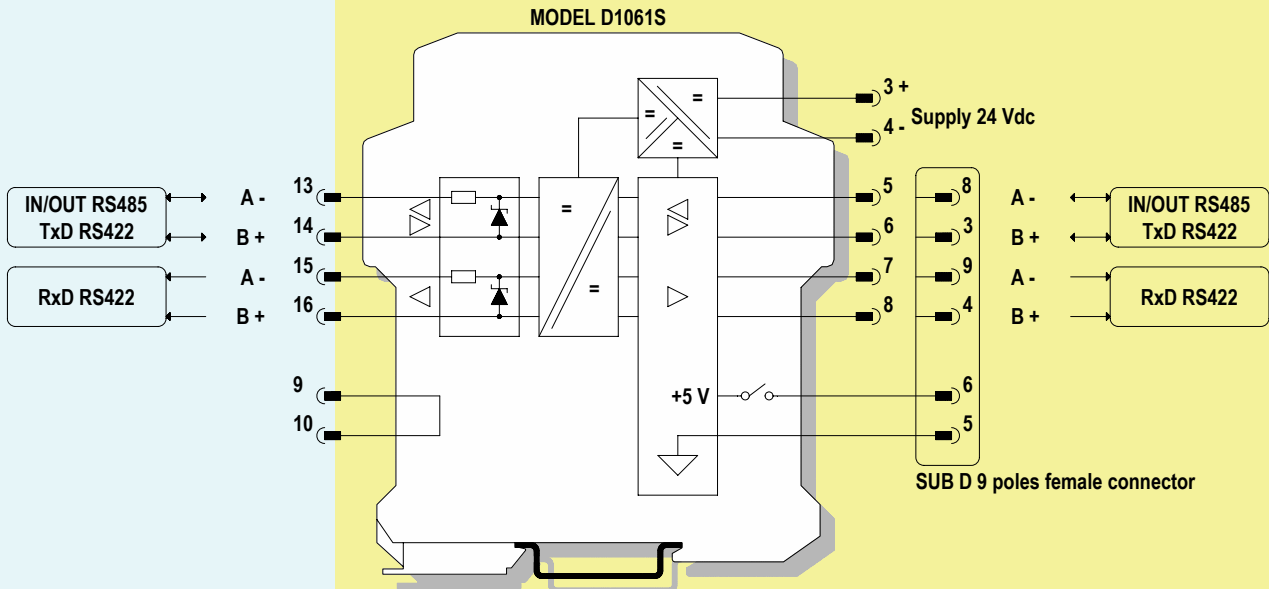 MODEL D1061S
3 +
Supply 24 Vdc
4 -
=
=
=
IN/OUT RS485
TxD RS422
A -
13
B +
14
RxD RS422
A -
15
B +
16
=
=
5
6
7
8
8
3
9
4
A -
B +
A -
B +
IN/OUT RS485
TxD RS422
RxD RS422
9
10
+5 V
6
5
SUB D 9 poles female connector